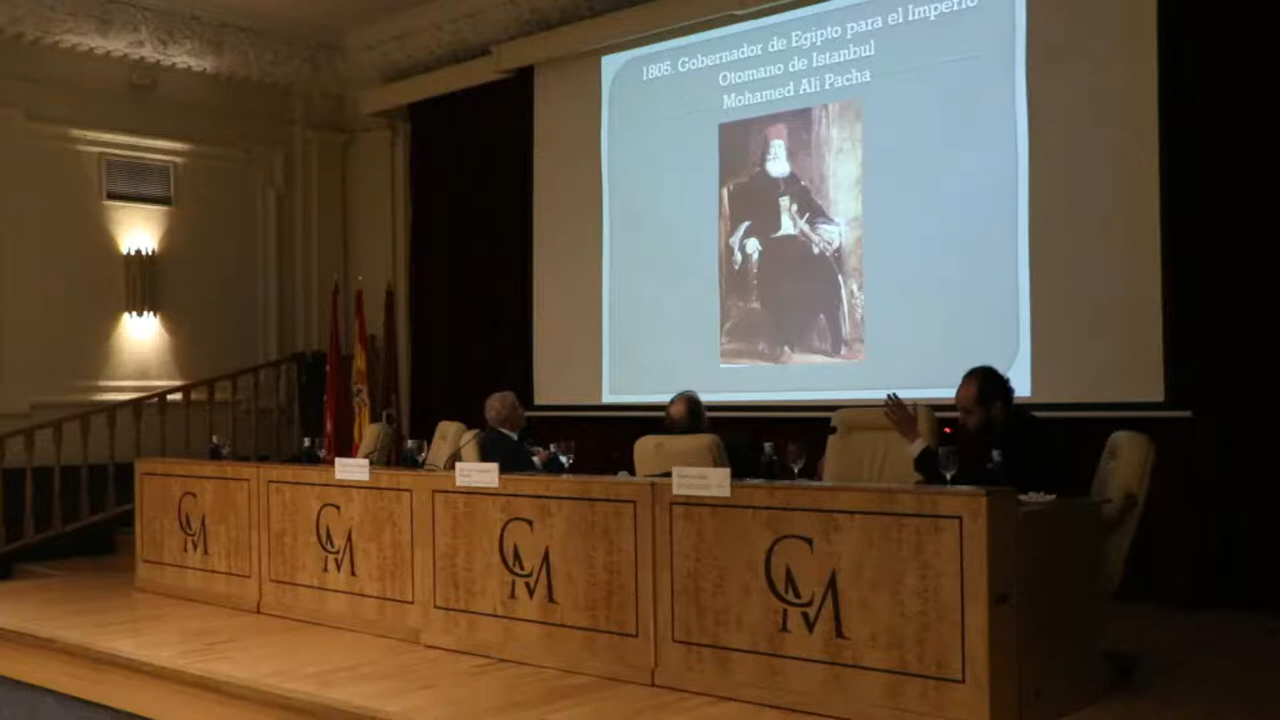 1805. Gobernador de Egipto para el Imperio
Otomano de Istanbul
Mohamed Ali Pacha
CM
CM
CM
CM